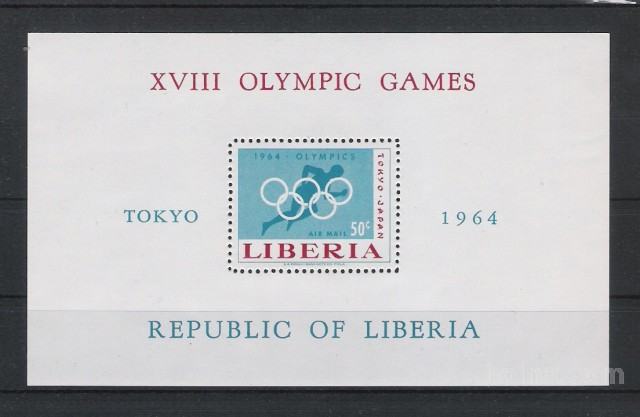 XVIII OLYMPIC GAMES
1964 · OLYMPICS
TOKYO · JAPAN
TOKYO
1964
50c
AIR MAIL
LIBERIA
REPUBLIC OF LIBERIA